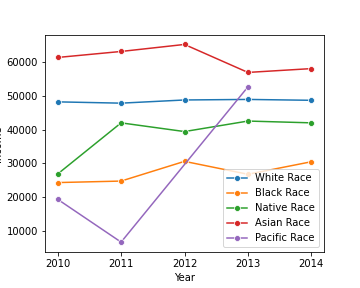 60000
50000
40000
30000
20000
10000
White Race
Black Race
Native Race
Asian Race
Pacific Race
2010 2011 2012 2013 2014
Year